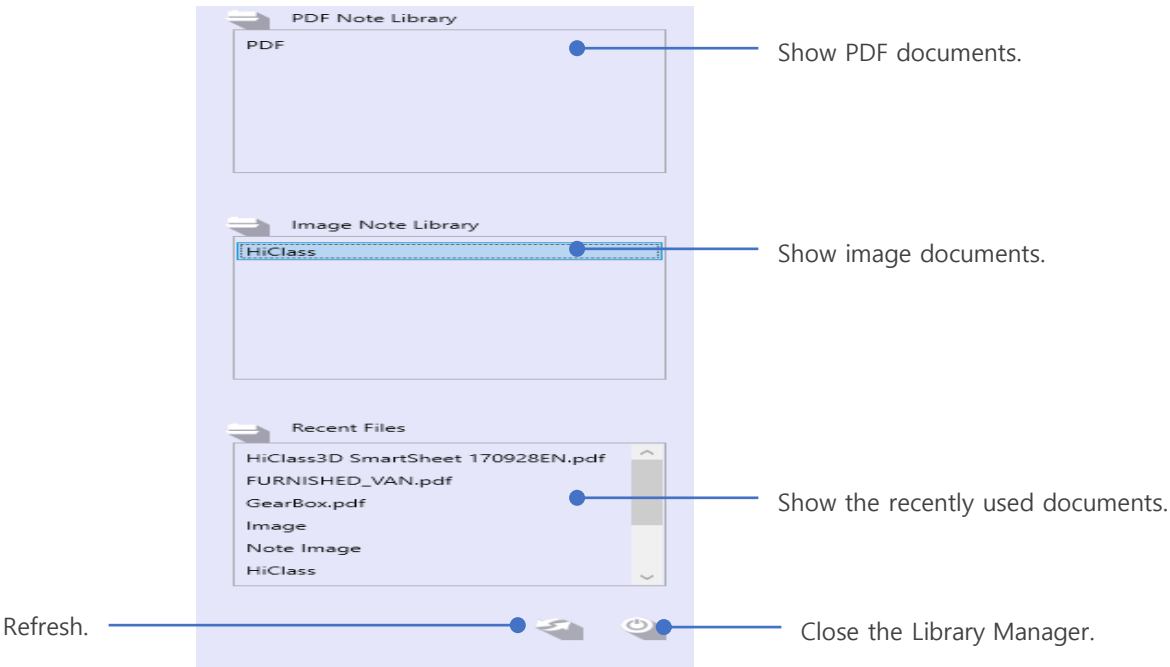 PDF Note Library
PDF
Show PDF documents.
Image Note Library
HiClass
Show image documents.
Recent Files
HiClass3D SmartSheet 170928EN.pdf
FURNISHED_VAN.pdf
GearBox.pdf
Show the recently used documents.
Image
Note Image
HiClass
Refresh.
Close the Library Manager.